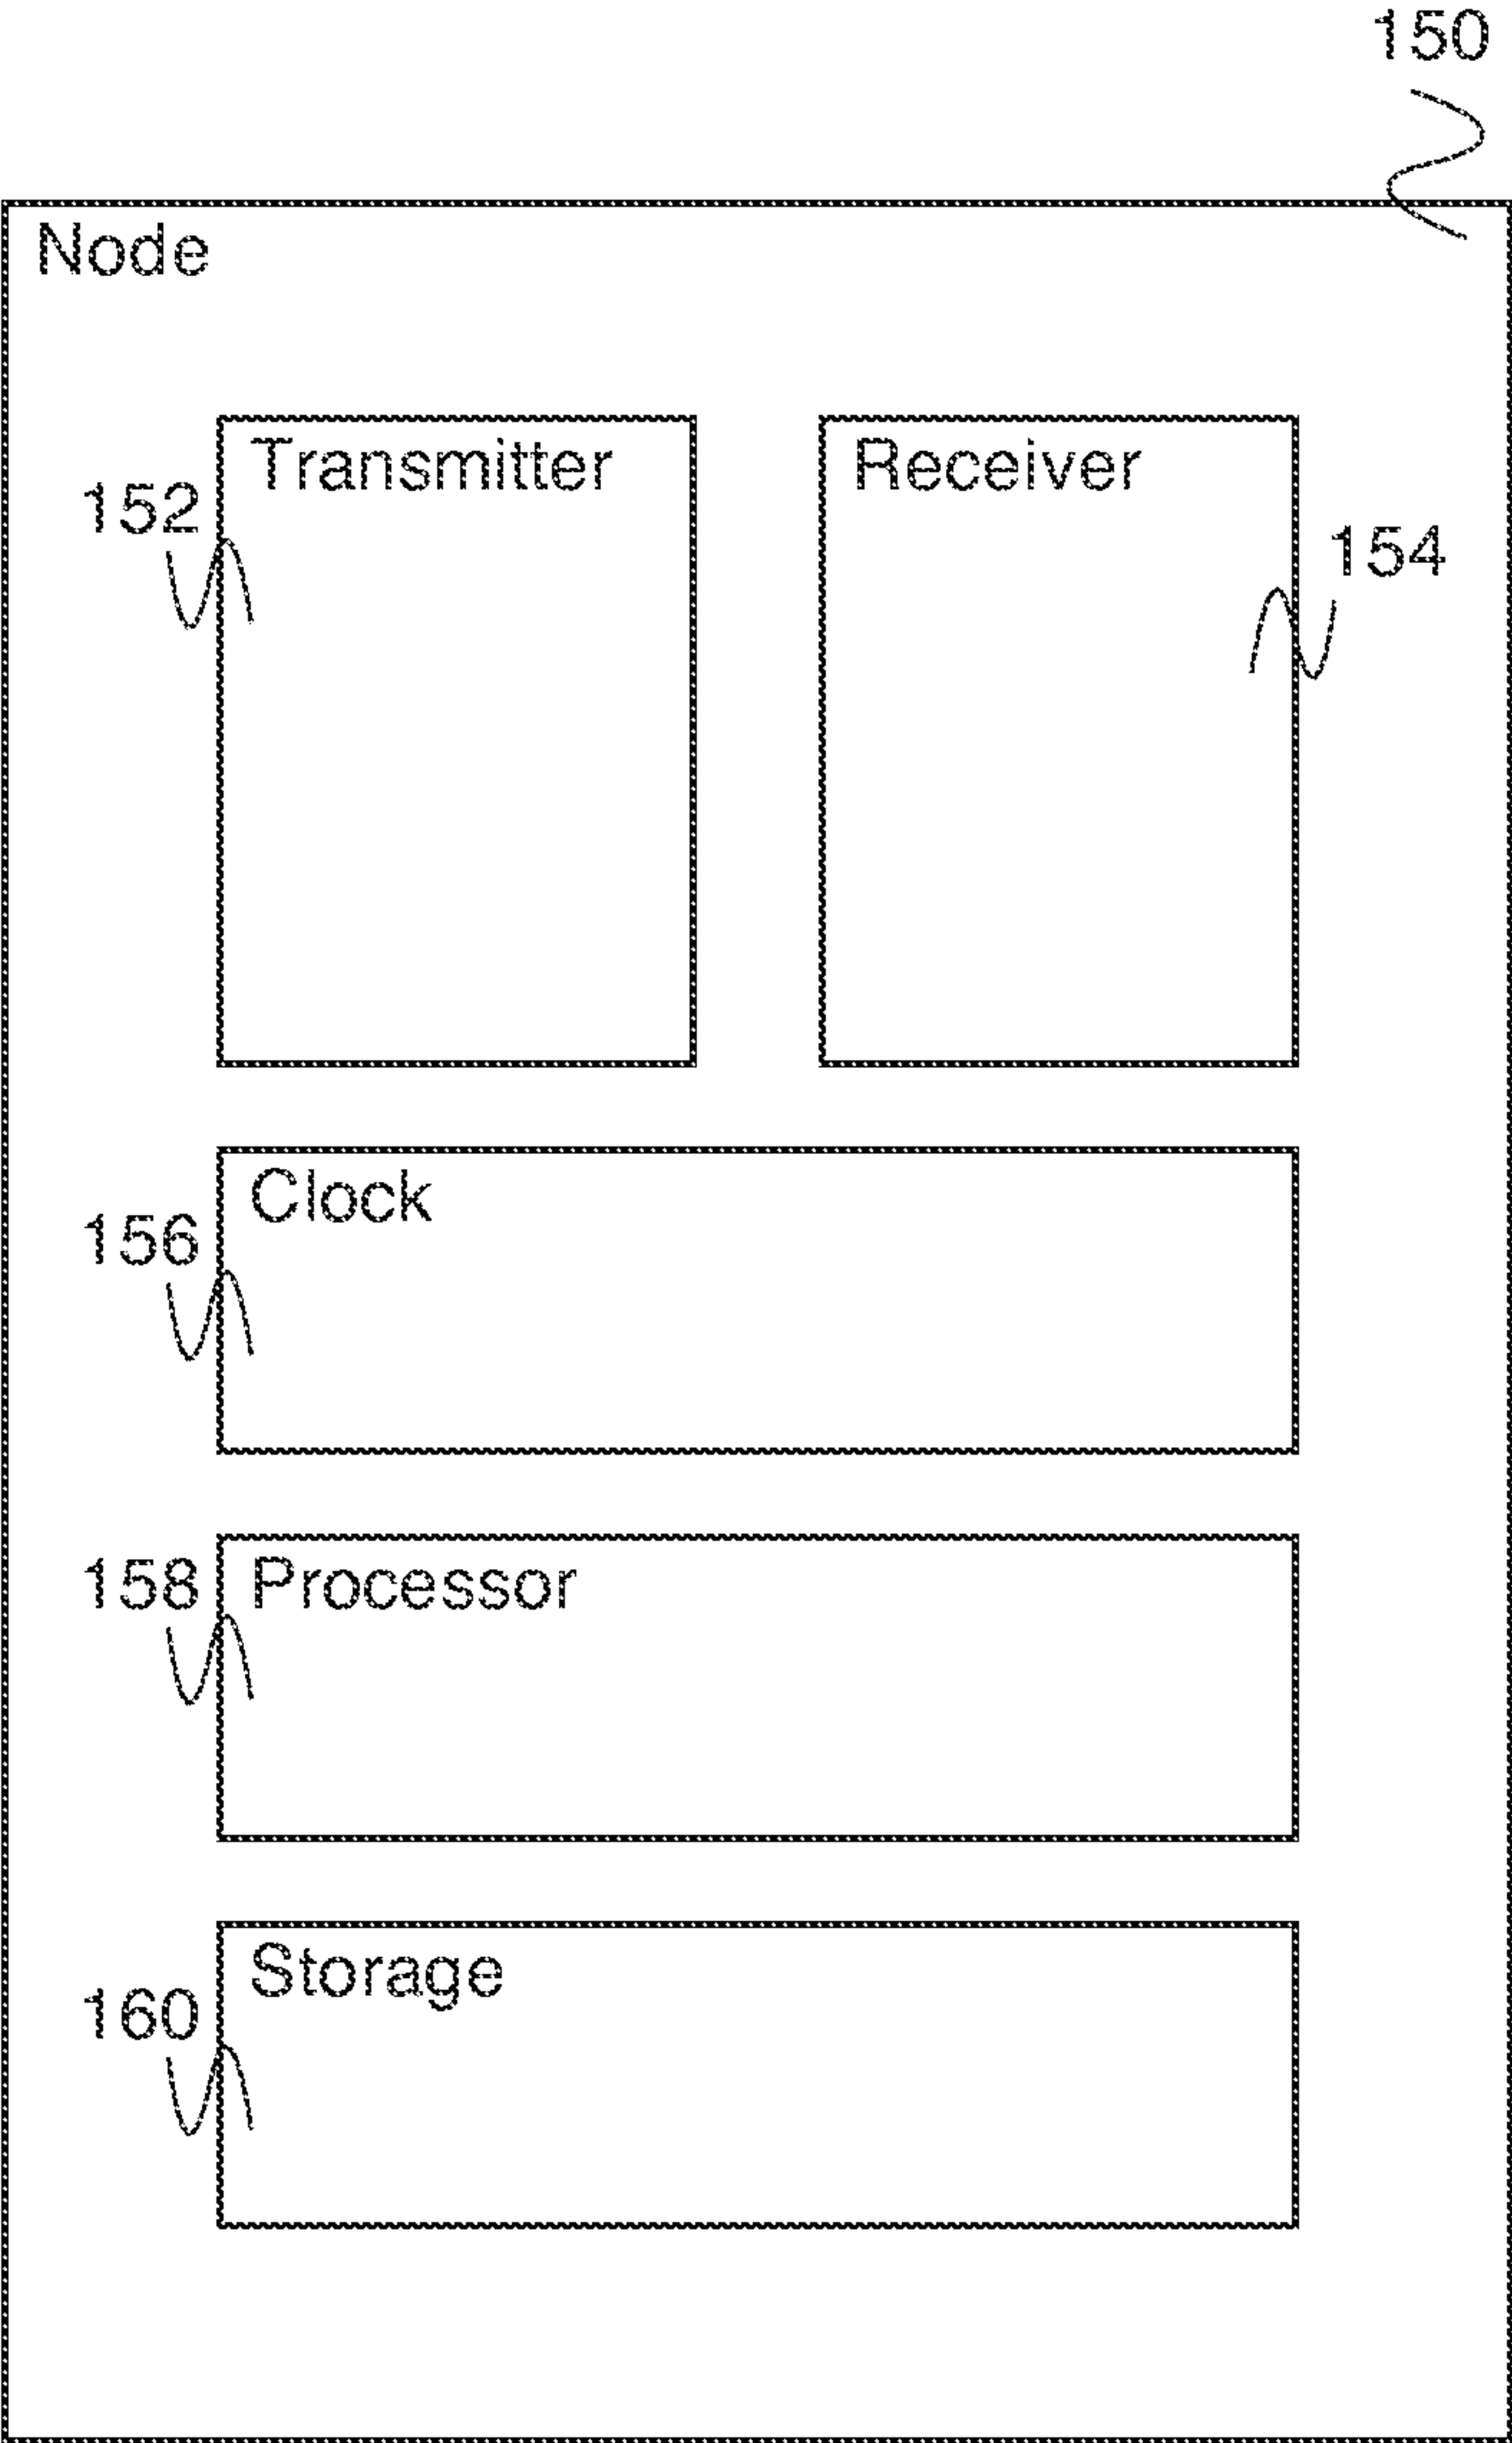 150
Node
Transmitter
Receiver
152
154
Clock
156
Processor
158
Storage
160